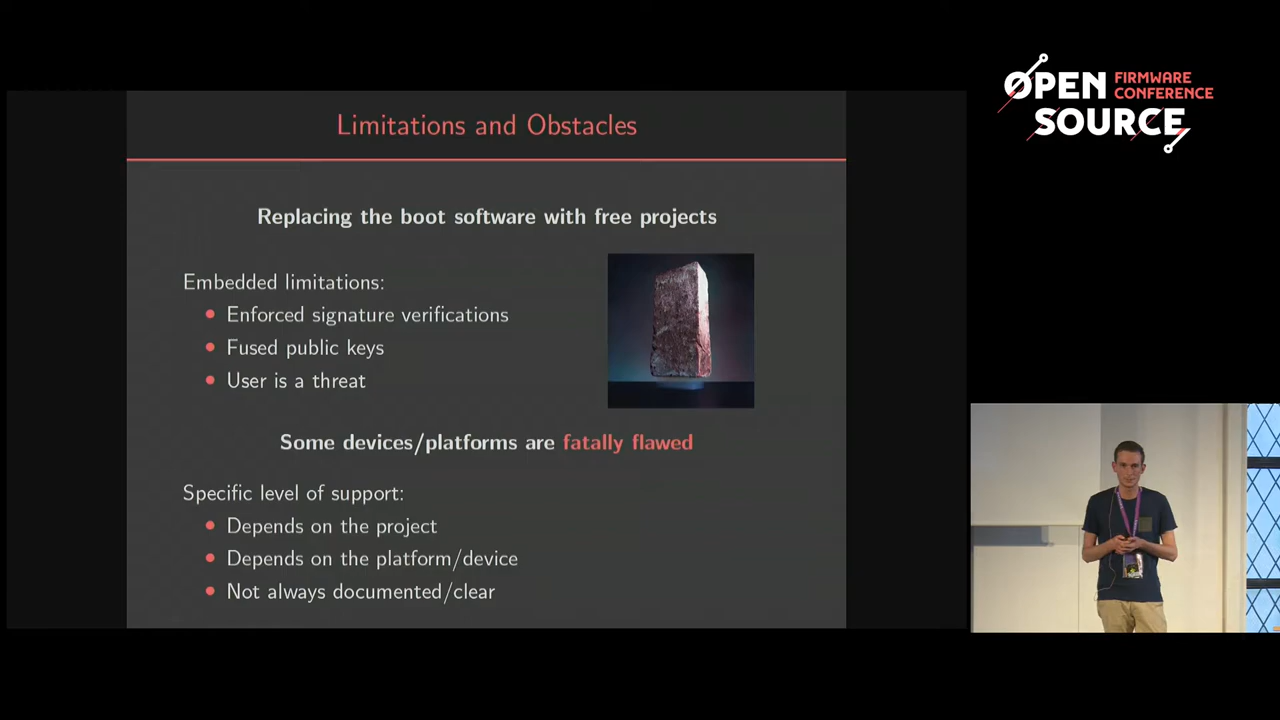 Limitations and Obstacles
Replacing the boot software with free projects
Embedded limitations:
Enforced signature verifications
Fused public keys
User is a threat
Some devices/platforms are fatally flawed
Specific level of support:
Depends on the project
Depends on the platform/device
Not always documented/clear
OPEN FIRMWARE
CONFERENCE
SOURCE